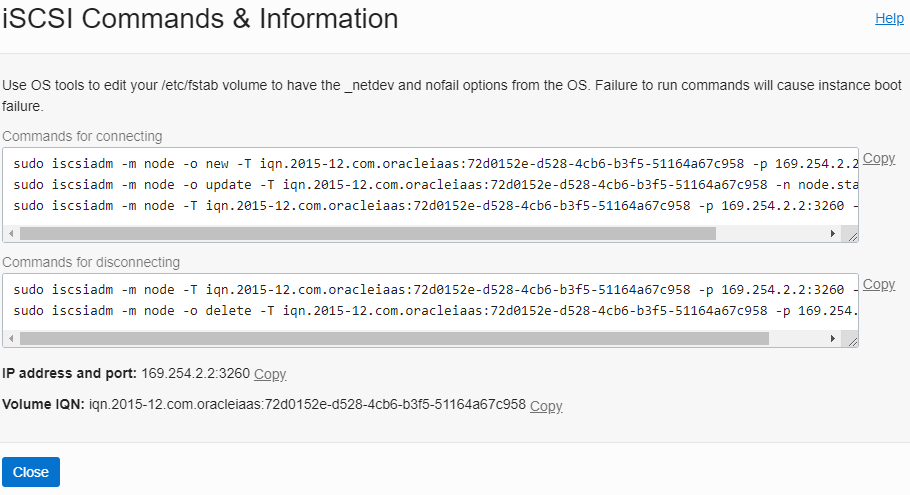 iSCSI Commands & Information
Help
Use OS tools to edit your /etc/fstab volume to have the _netdev and nofail options from the OS. Failure to run commands will cause instance boot
failure.
Commands for connecting
sudo iscsiadm -m node -o new -T iqn.2015-12.com.oracleiaas:72d0152e-d528-4cb6-b3f5-51164a67c958 -p 169.254.2.2
Copy
sudo iscsiadm -m node -o update -T iqn.2015-12.com.oracleiaas:72d0152e-d528-4cb6-b3f5-51164a67c958 -n node.sta
sudo iscsiadm -m node -T iqn.2015-12.com.oracleiaas:72d0152e-d528-4cb6-b3f5-51164a67c958 -p 169.254.2.2:3260 -
Commands for disconnecting
sudo iscsiadm -m node -T iqn.2015-12.com.oracleiaas:72d0152e-d528-4cb6-b3f5-51164a67c958 -p 169.254.2.2:3260 -
Copy
sudo iscsiadm -m node -o delete -T iqn.2015-12.com.oracleiaas:72d0152e-d528-4cb6-b3f5-51164a67c958 -p 169.254.
IP address and port: 169.254.2.2:3260 Copy
Volume IQN: iqn.2015-12.com.oracleiaas:72d0152e-d528-4cb6-b3f5-51164a67c958 Copy
Close